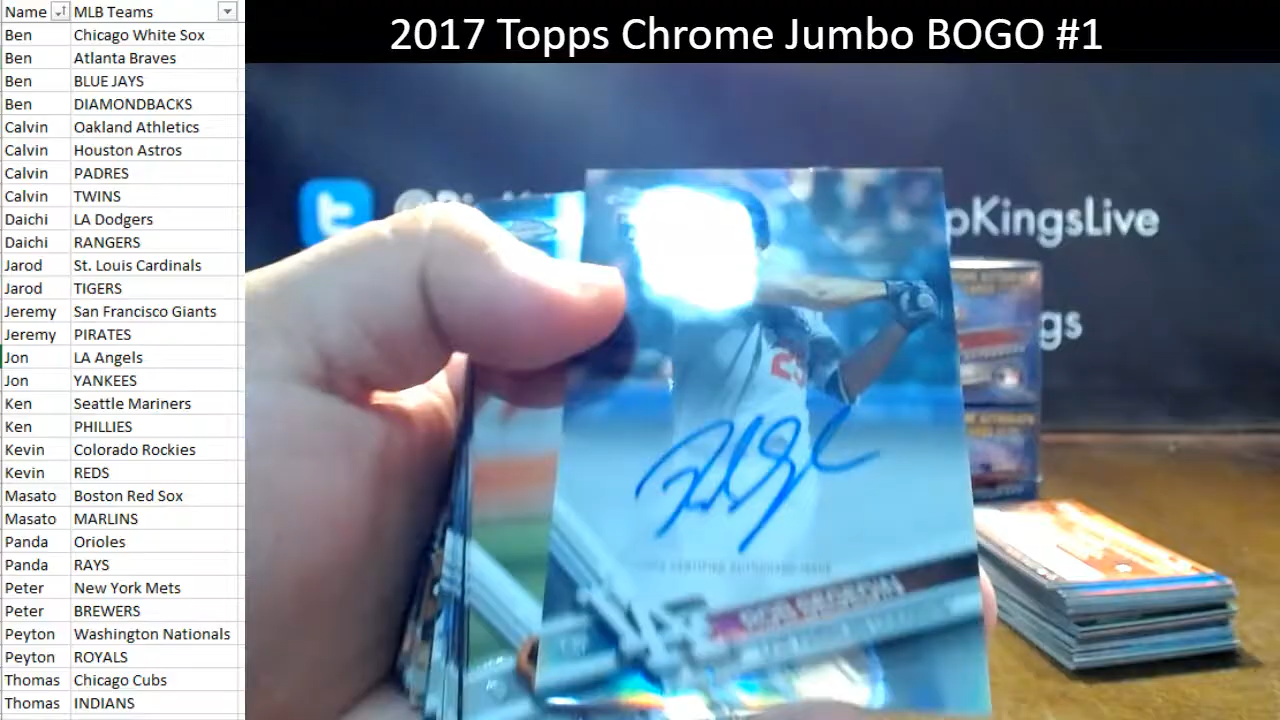 Name MLB Teams
Ben Chicago White Sox
Ben Atlanta Braves
Ben BLUE JAYS
Ben DIAMONDBACKS
Calvin Oakland Athletics
Calvin Houston Astros
Calvin PADRES
Calvin TWINS
Daichi LA Dodgers
Daichi RANGERS
Jarod St. Louis Cardinals
Jarod TIGERS
Jeremy San Francisco Giants
Jeremy PIRATES
Jon LA Angels
Jon YANKEES
Ken Seattle Mariners
Ken PHILLIES
Kevin Colorado Rockies
Kevin REDS
Masato Boston Red Sox
Masato MARLINS
Panda Orioles
Panda RAYS
Peter New York Mets
Peter BREWERS
Peyton Washington Nationals
Peyton ROYALS
Thomas Chicago Cubs
Thomas INDIANS
2017 Topps Chrome Jumbo BOGO #1
pKingsLive
gs
ROB SEGEDIN